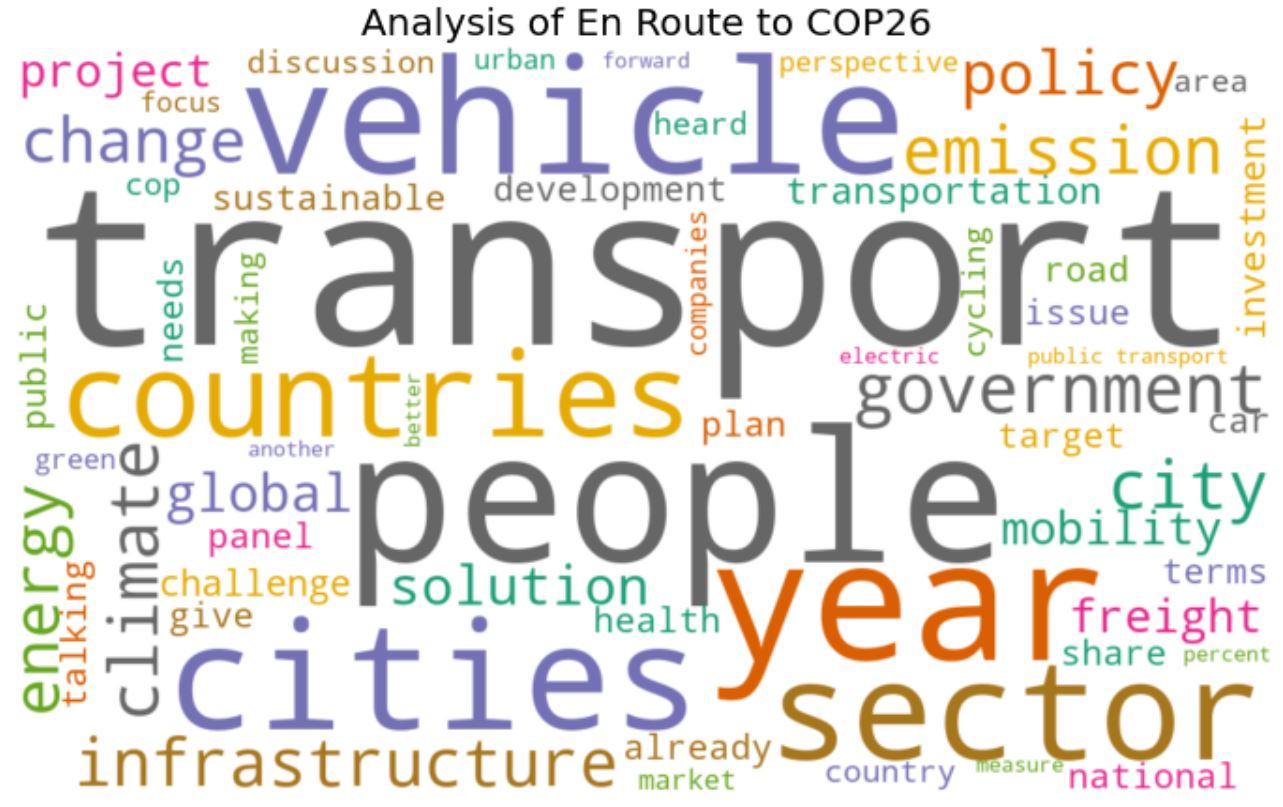 Analysis of En Route to COP26
project discussion urban forward perspective policy area
focus vehicle
change heard emission
cop sustainable development transportation investment
transport
needs making companies cycling road
public issue
electric public transport
countries better government
plan target car
green another
energy climate global people city
panel mobility
talking challenge solution year terms
give health freight
cities share percent
sector
infrastructure already
market country measure national